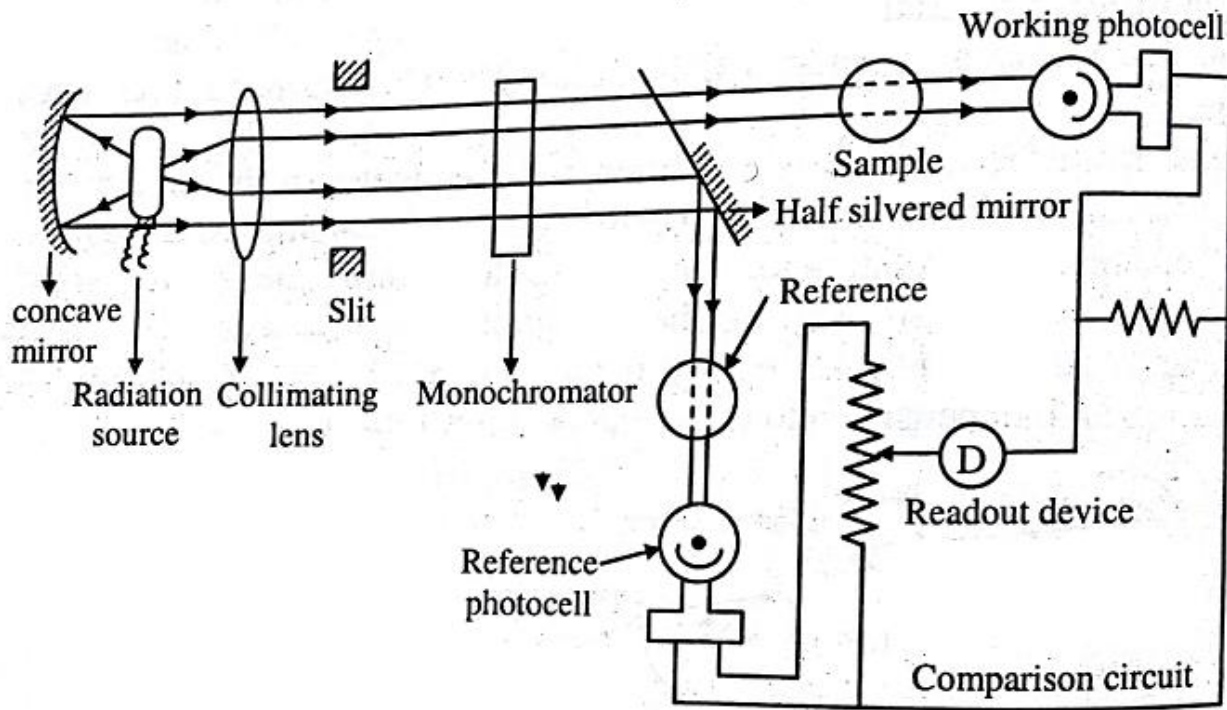 Working photocell
Sample
Half silvered mirror
concave
mirror
Slit
Reference
Radiation
source
Collimating
lens
Monochromator
D
Readout device
Reference
photocell
Comparison circuit